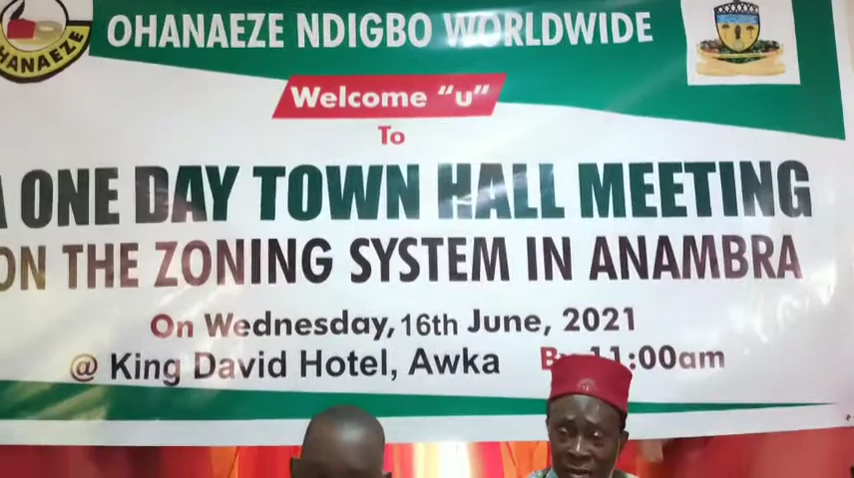 OHANAEZE NDIGBO WORLDWIDE
OHANAEZE
Welcome "u"
To
A ONE DAY TOWN HALL MEETING
ON THE ZONING SYSTEM IN ANAMBRA
On Wednesday, 16th June, 2021
@ King David Hotel, Awka By 11:00am